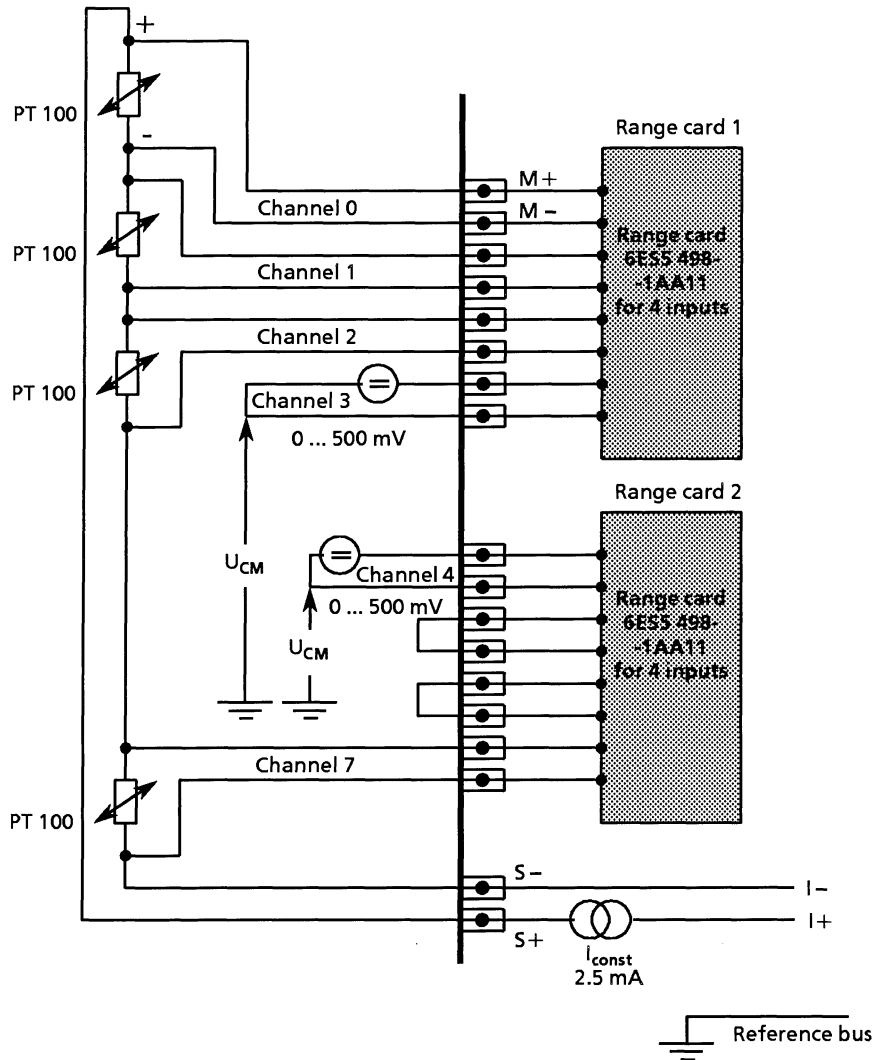 +
PT 100
-
Range card 1
M+
Channel 0
M-
Range card
6ES5 498-
-1AA11
for 4 inputs
PT 100
Channel 1
Channel 2
PT 100
Channel 3
0 ... 500 mV
Range card 2
UCM
Channel 4
0 ... 500 mV
UCM
Range card
6ES5 498-
-1AA11
for 4 inputs
Channel 7
PT 100
S-
I-
S+
I+
Iconst
2.5 mA
Reference bus